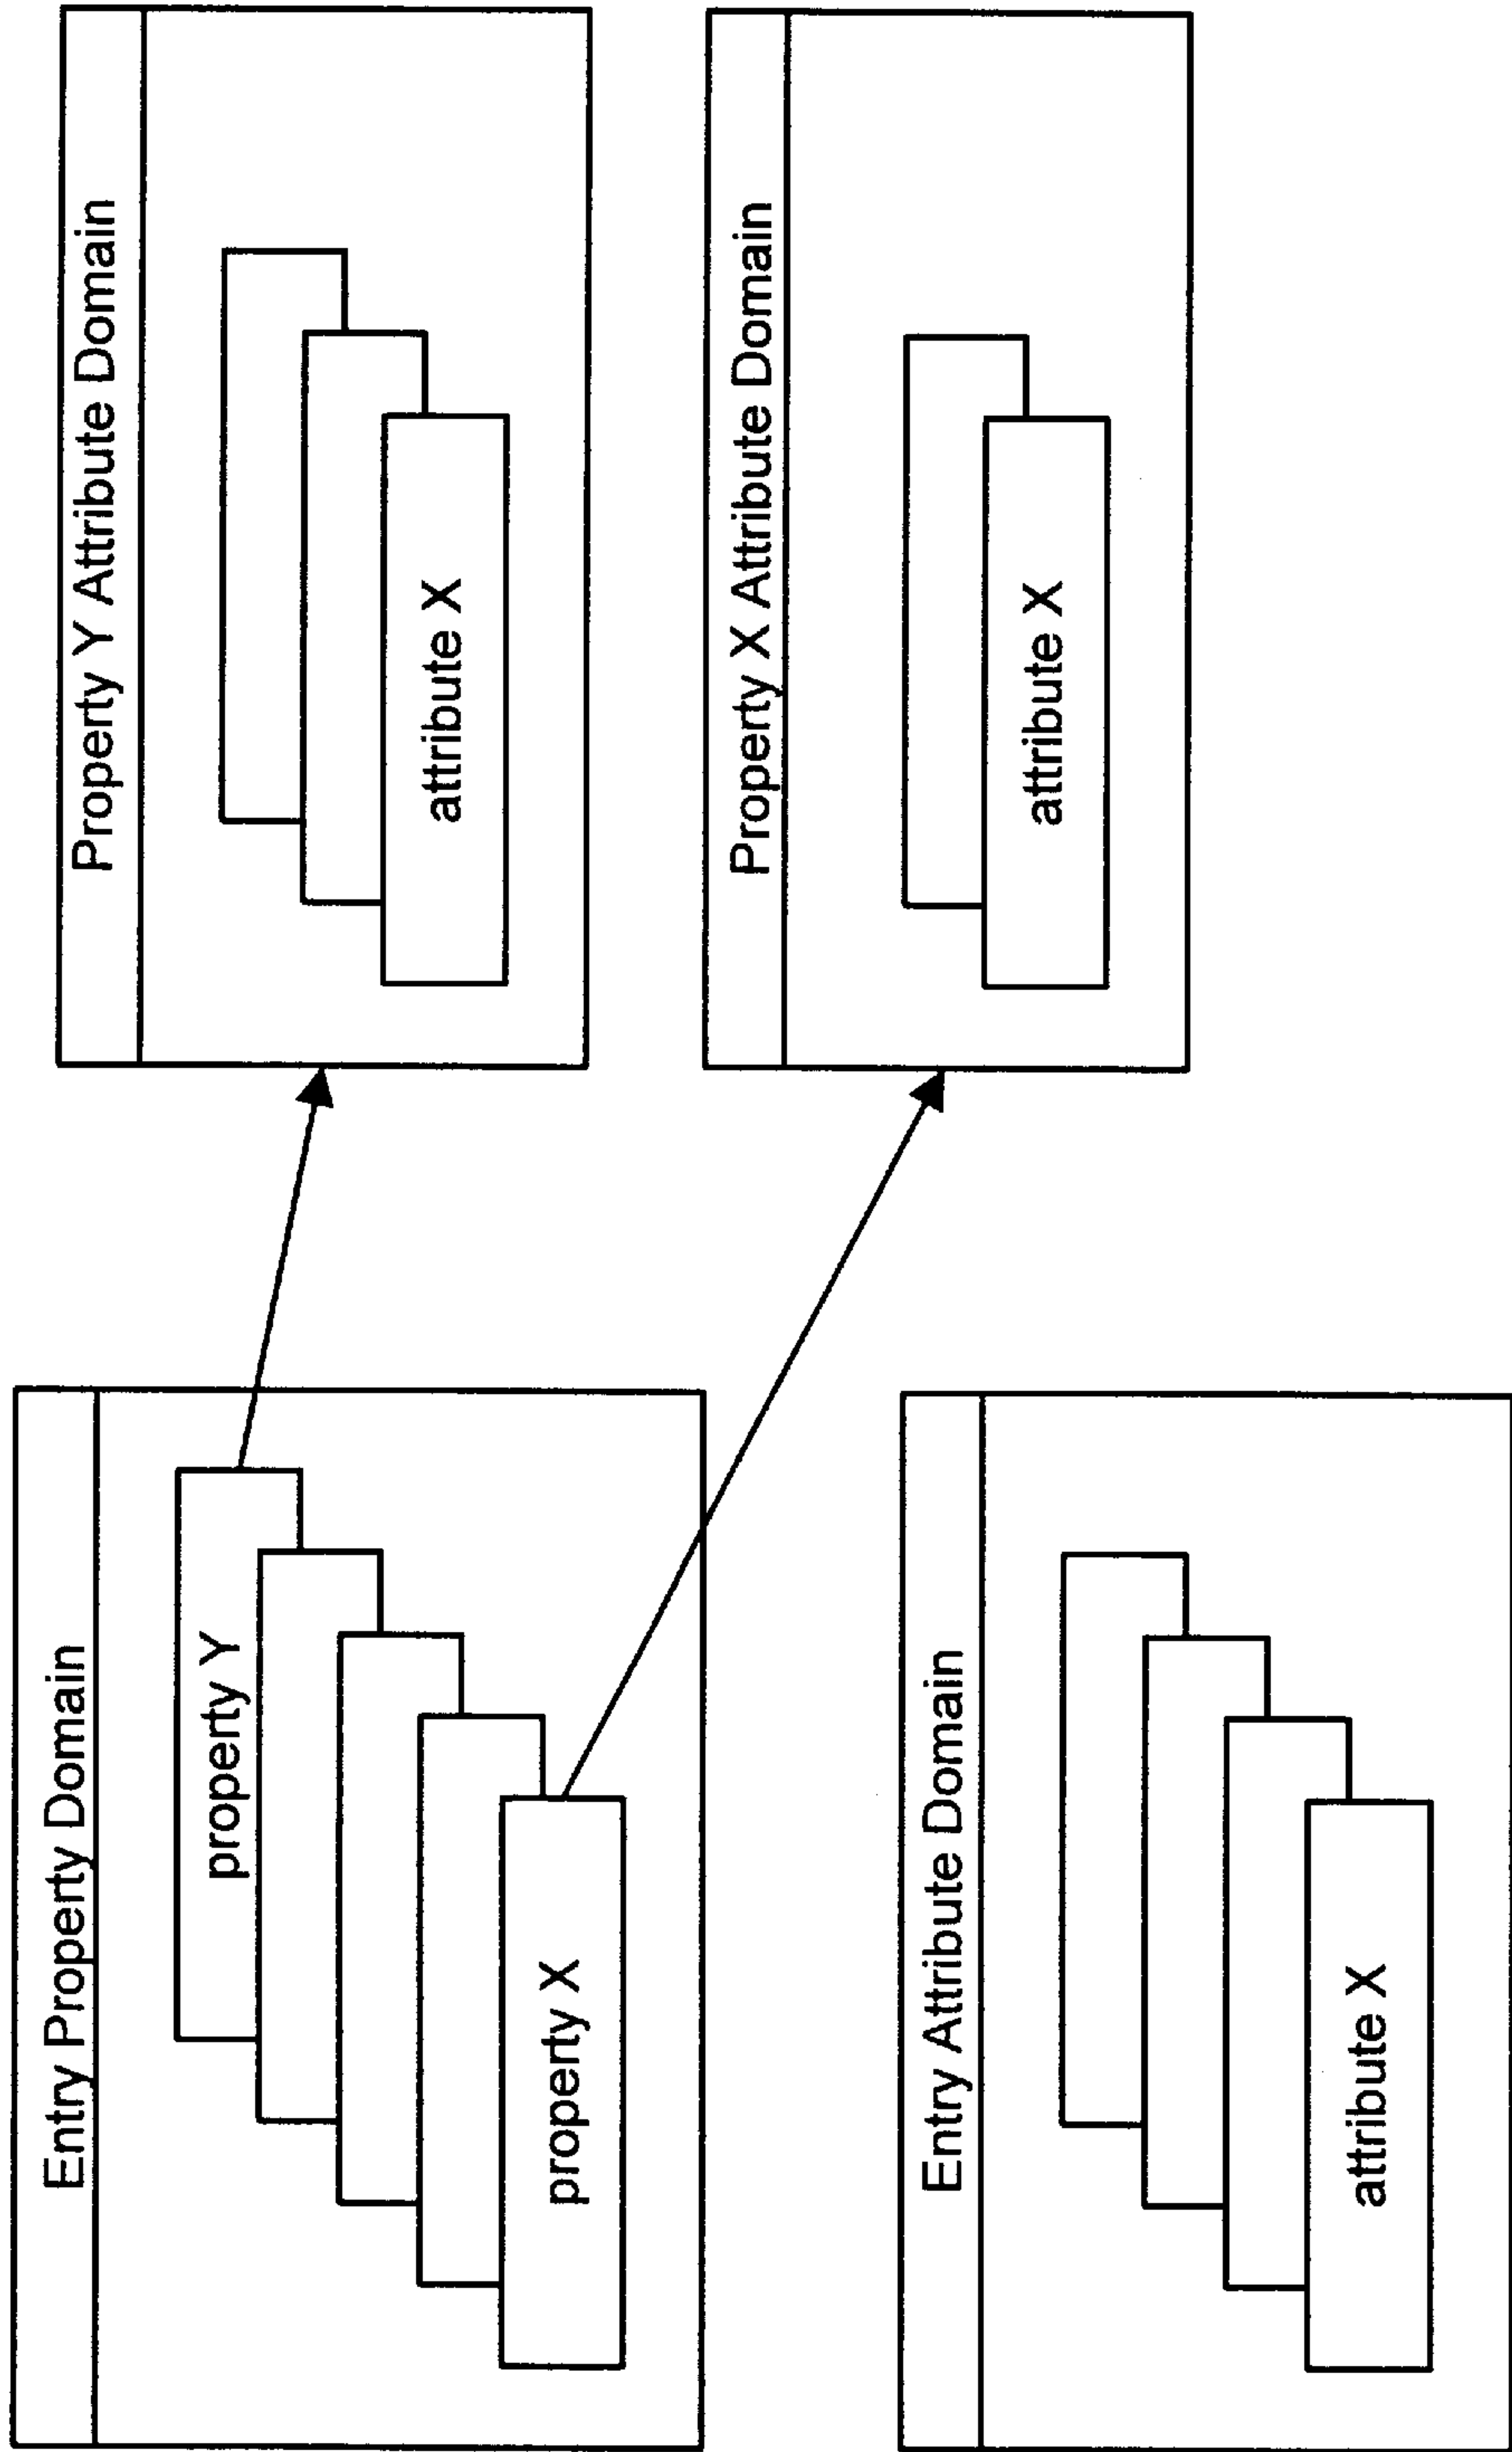 Entry Property Domain
property Y
property X
Property Y Attribute Domain
attribute X
Entry Attribute Domain
attribute X
Property X Attribute Domain
attribute X